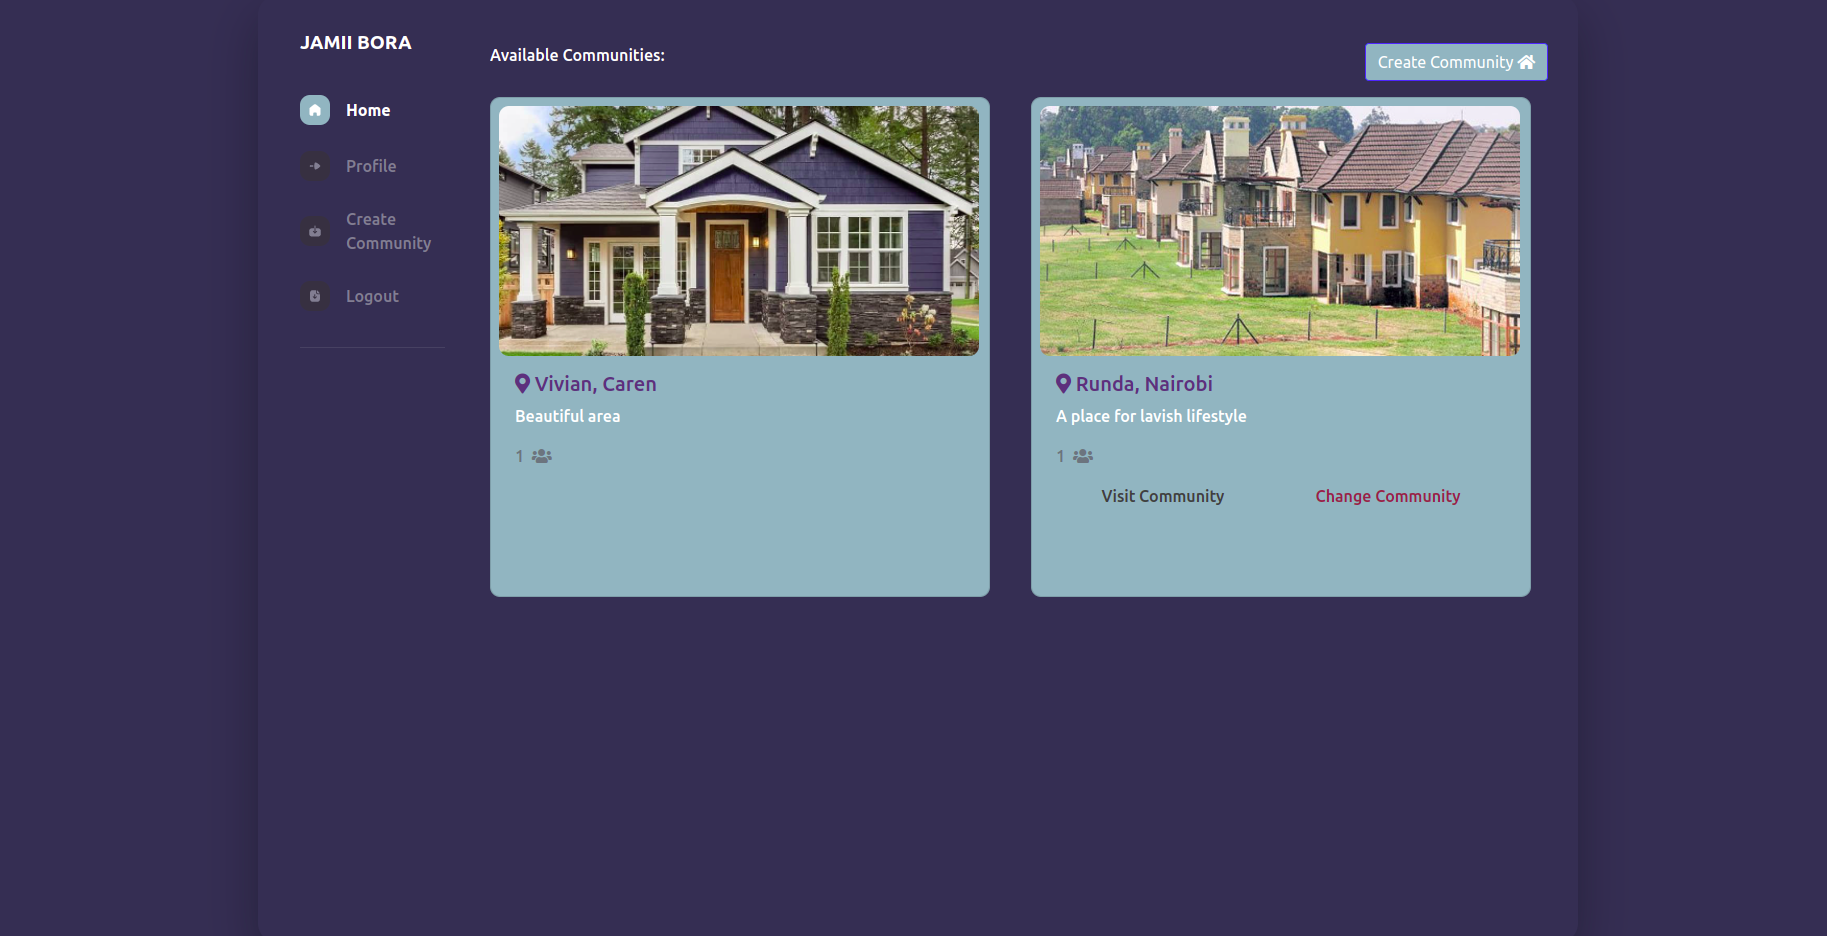 JAMII BORA
Home
Profile
Create
Community
Logout
Available Communities:
Create Community
Vivian, Caren
Beautiful area
1
Runda, Nairobi
A place for lavish lifestyle
1
Visit Community
Change Community